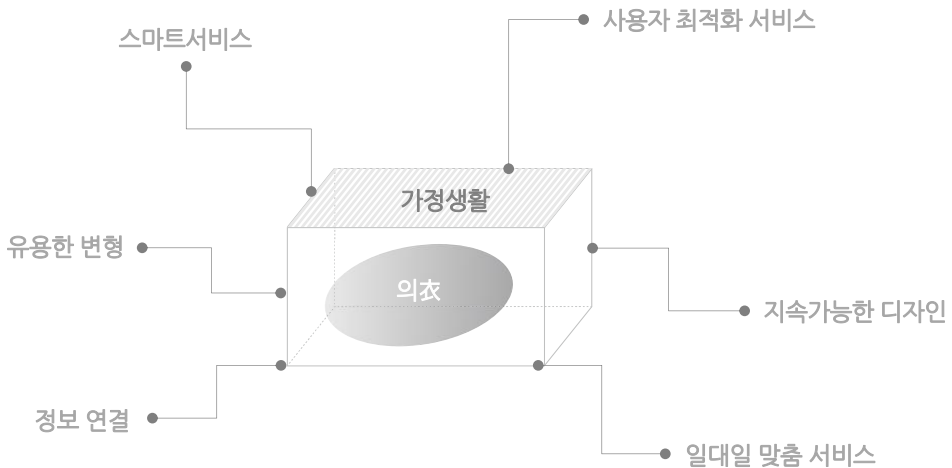 사용자 최적화 서비스
스마트서비스
가정생활
유용한 변형
의衣
지속가능한 디자인
정보 연결
일대일 맞춤 서비스